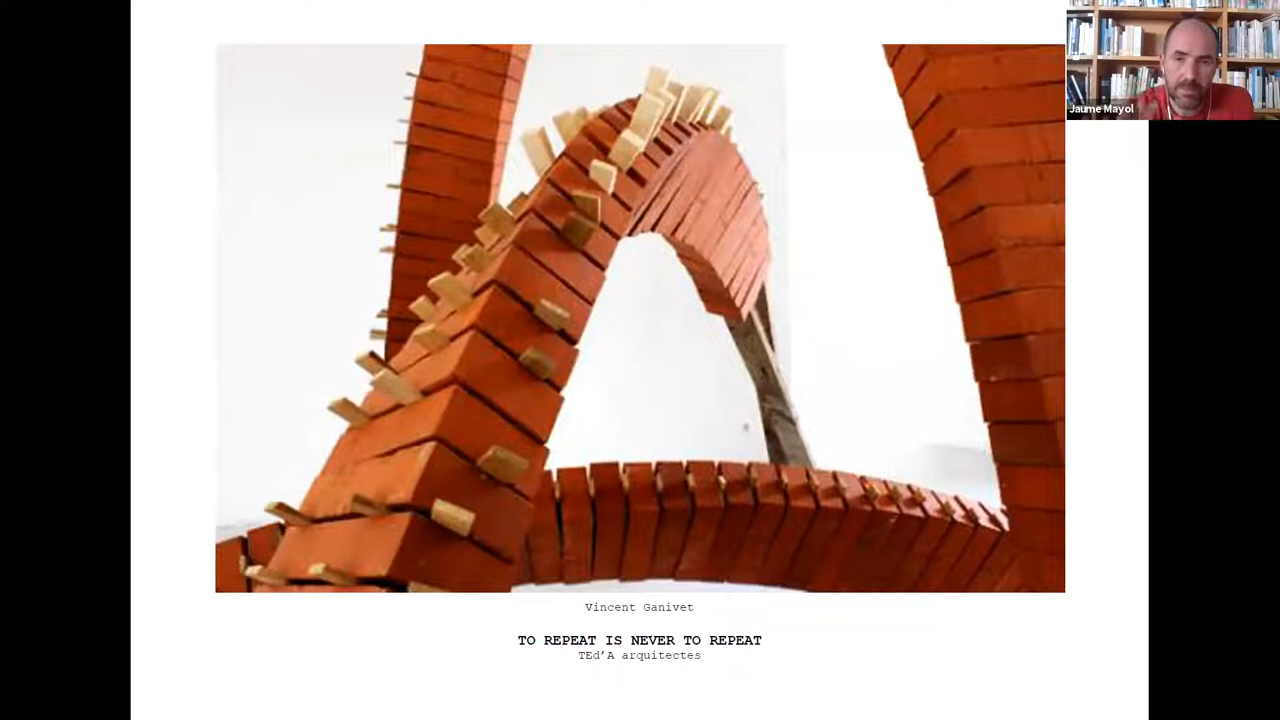 Jaume Mayol
Vincent Ganivet
TO REPEAT IS NEVER TO REPEAT
TEd'A arquitectes